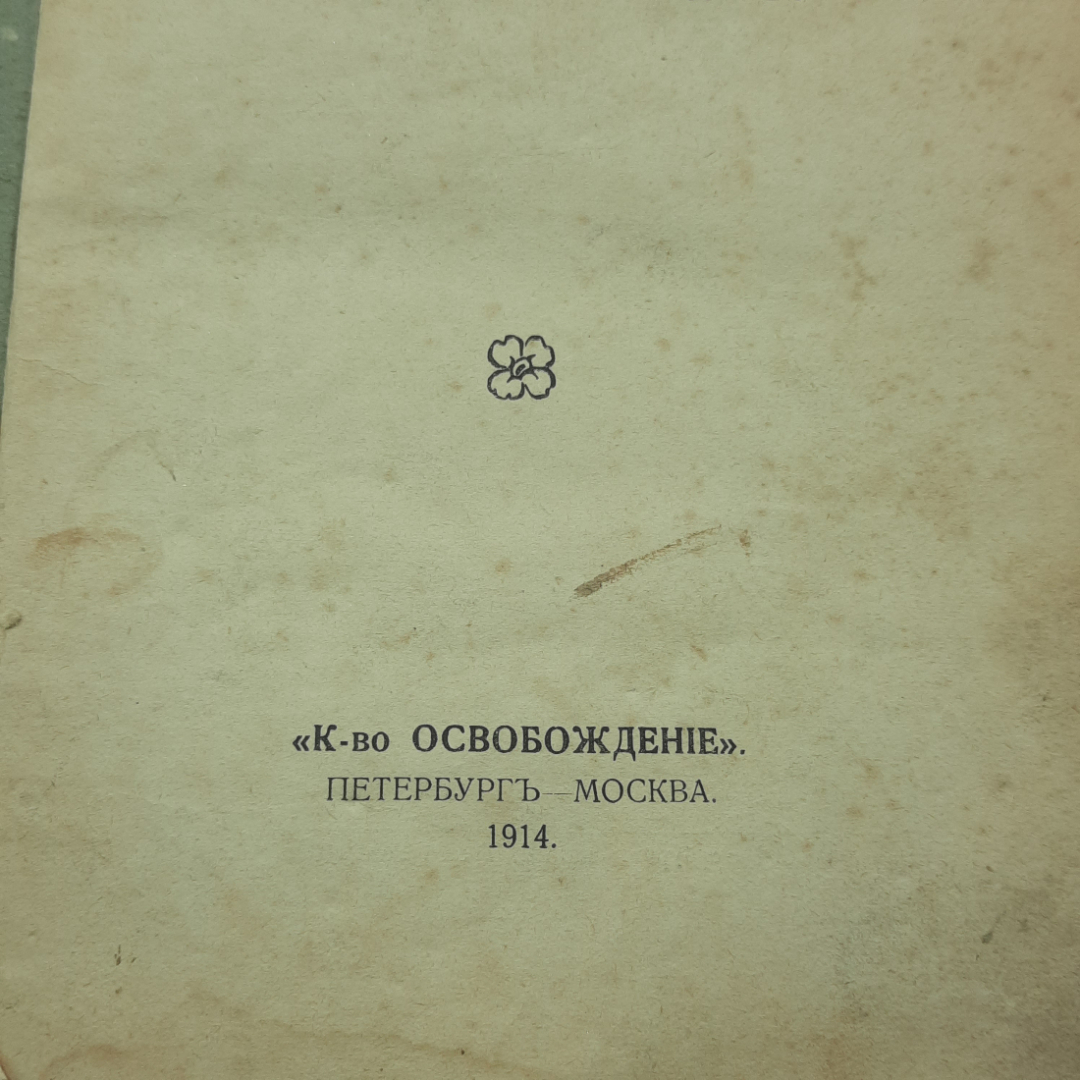 «К-во ОСВОБОЖДЕНІЕ».
ПЕТЕРБУРГЪ—МОСКВА.
1914.